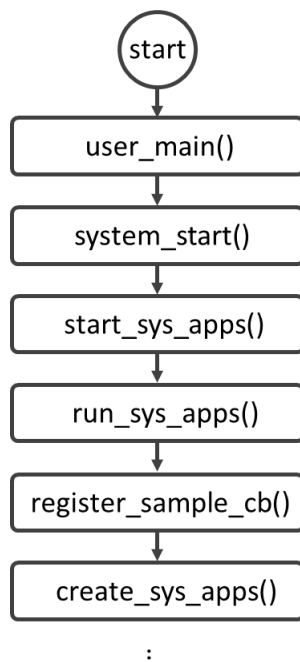 start
user_main()
system_start()
start_sys_apps()
run_sys_apps()
register_sample_cb()
create_sys_apps()
: